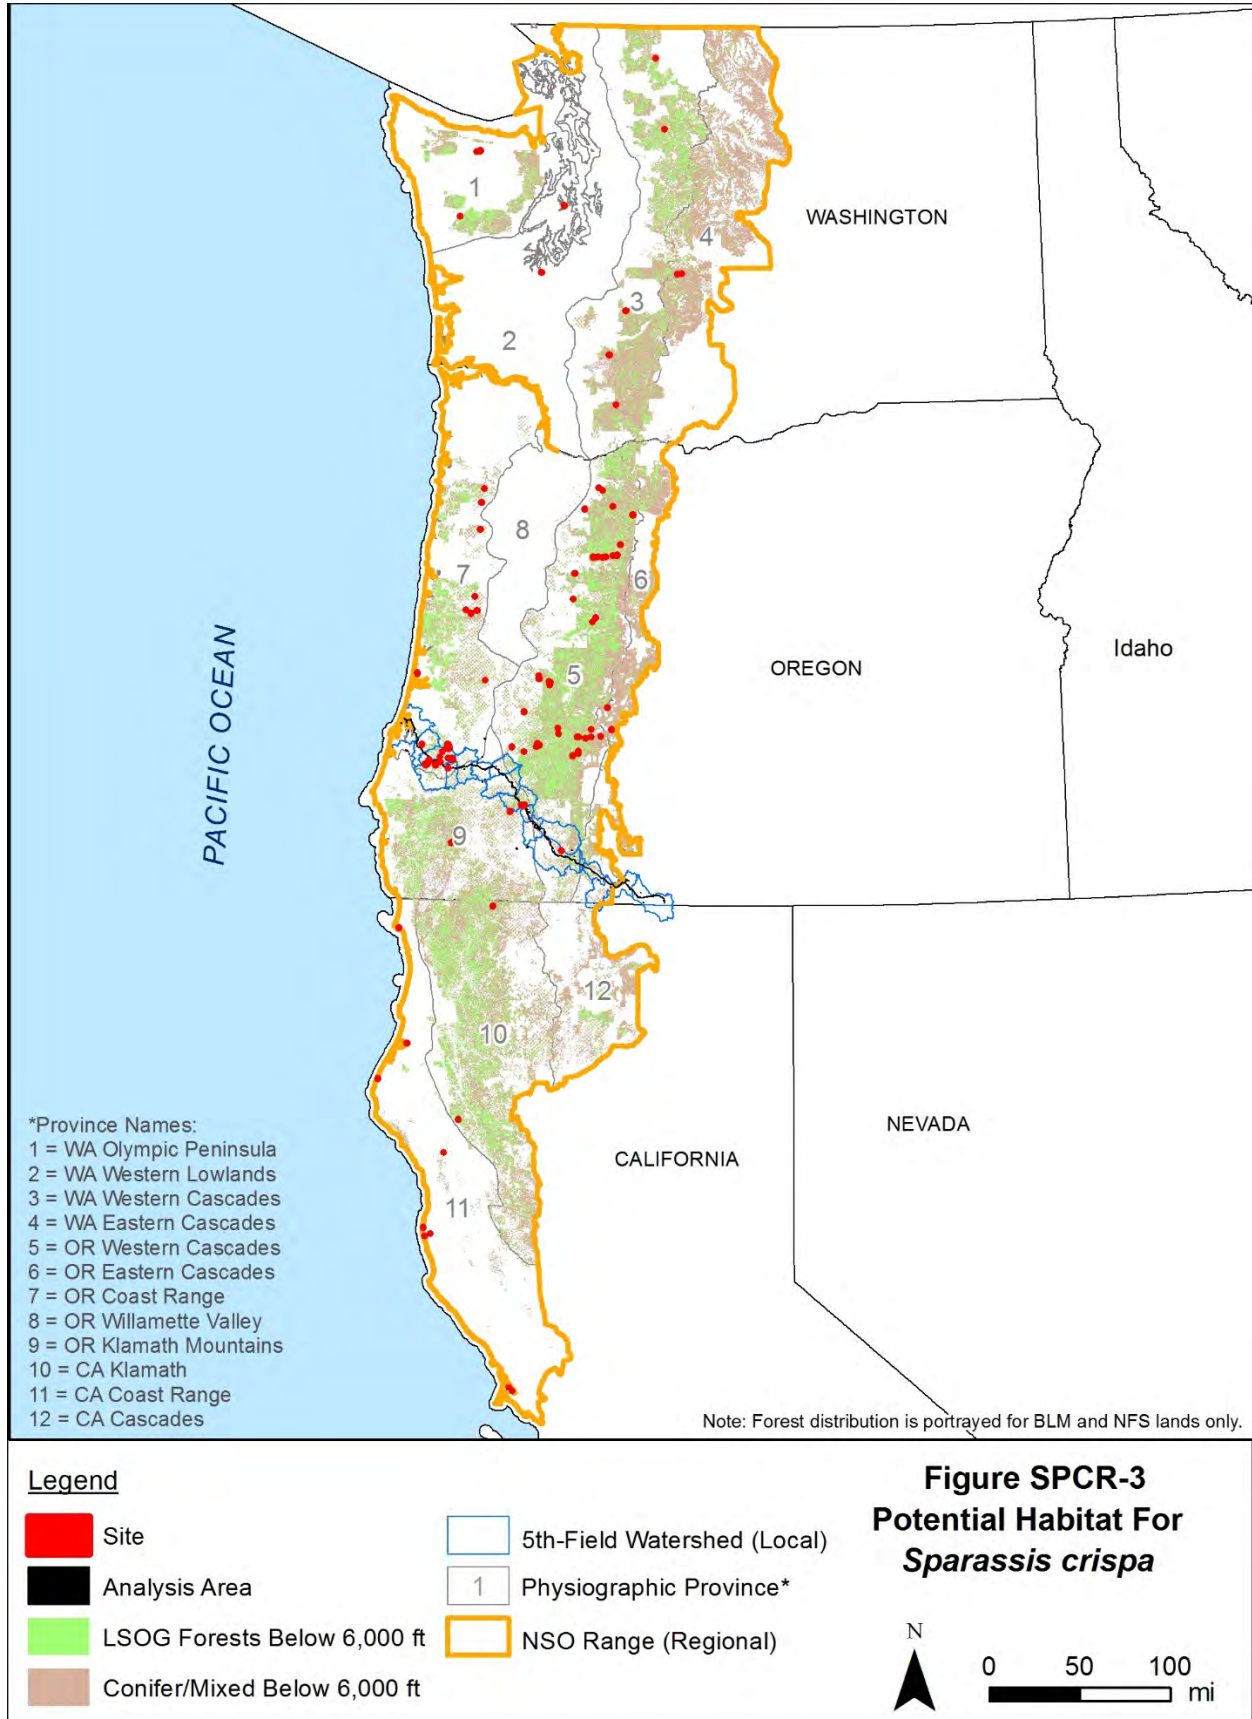 1
4
WASHINGTON
3
2
8
7
6
5
OREGON
Idaho
PACIFIC OCEAN
9
12
10
NEVADA
CALIFORNIA
11
*Province Names:
1 = WA Olympic Peninsula
2 = WA Western Lowlands
3 = WA Western Cascades
4 = WA Eastern Cascades
5 = OR Western Cascades
6 = OR Eastern Cascades
7 = OR Coast Range
8 = OR Willamette Valley
9 = OR Klamath Mountains
10 = CA Klamath
11 = CA Coast Range
12 = CA Cascades
Note: Forest distribution is portrayed for BLM and NFS lands only.
Legend
Site
Analysis Area
LSOG Forests Below 6,000 ft
Conifer/Mixed Below 6,000 ft
5th-Field Watershed (Local)
1 Physiographic Province*
NSO Range (Regional)
Figure SPCR-3
Potential Habitat For
Sparassis crispa
N
0 50 100
mi